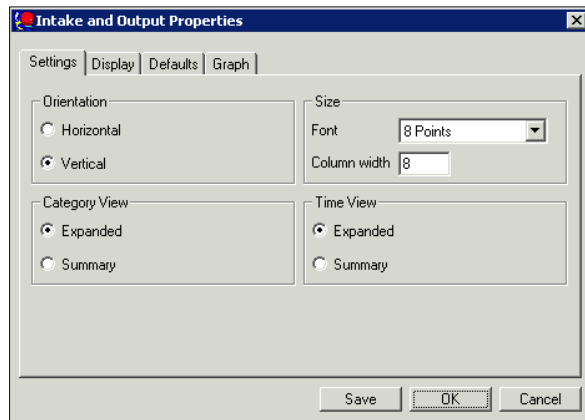 Intake and Output Properties
Settings Display Defaults Graph
Orientation
Horizontal
Vertical
Size
Font 8 Points
Column width 8
Category View
Expanded
Summary
Time View
Expanded
Summary
Save OK Cancel